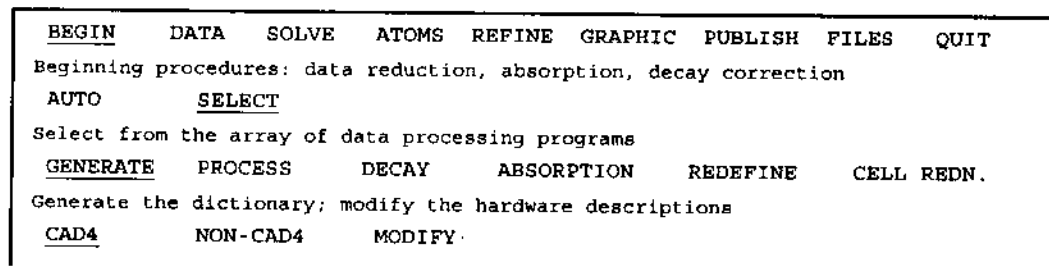 BEGIN DATA SOLVE ATOMS REFINE GRAPHIC PUBLISH FILES QUIT
Beginning procedures: data reduction, absorption, decay correction
AUTO SELECT
Select from the array of data processing programs
GENERATE PROCESS DECAY ABSORPTION REDEFINE CELL REDN.
Generate the dictionary; modify the hardware descriptions
CAD4 NON-CAD4 MODIFY